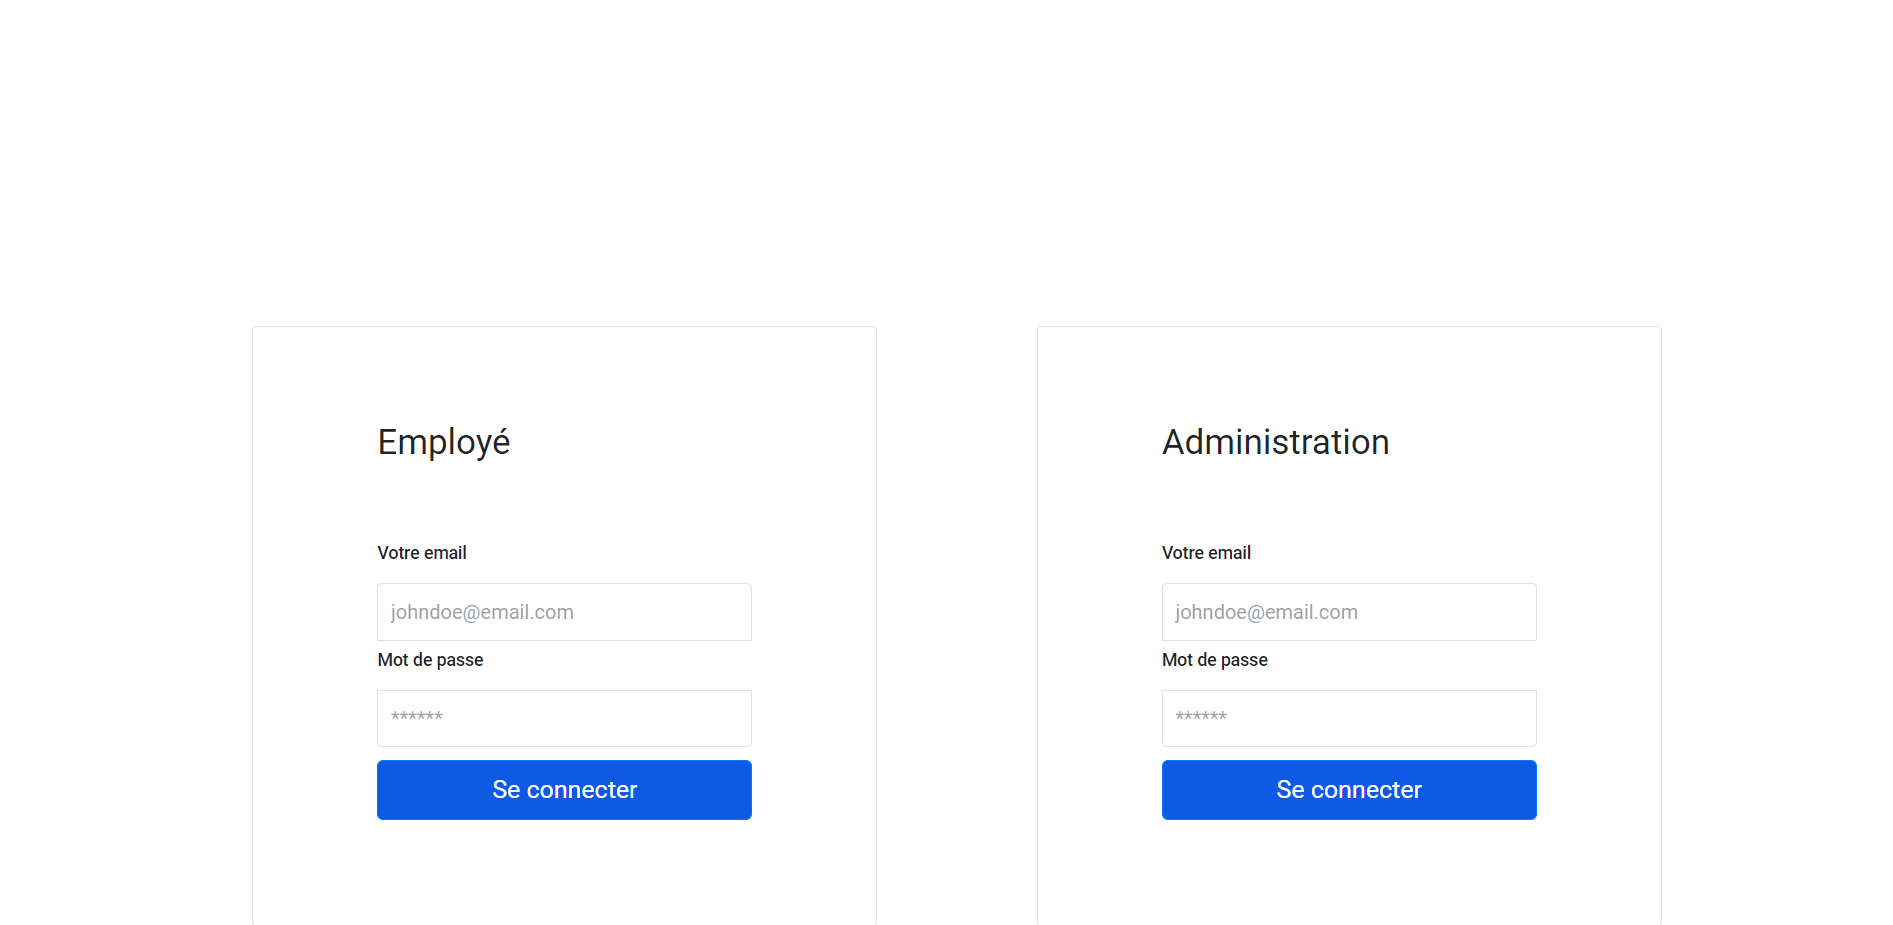 Employé
Votre email
johndoe@email.com
Mot de passe
******
Se connecter
Administration
Votre email
johndoe@email.com
Mot de passe
******
Se connecter